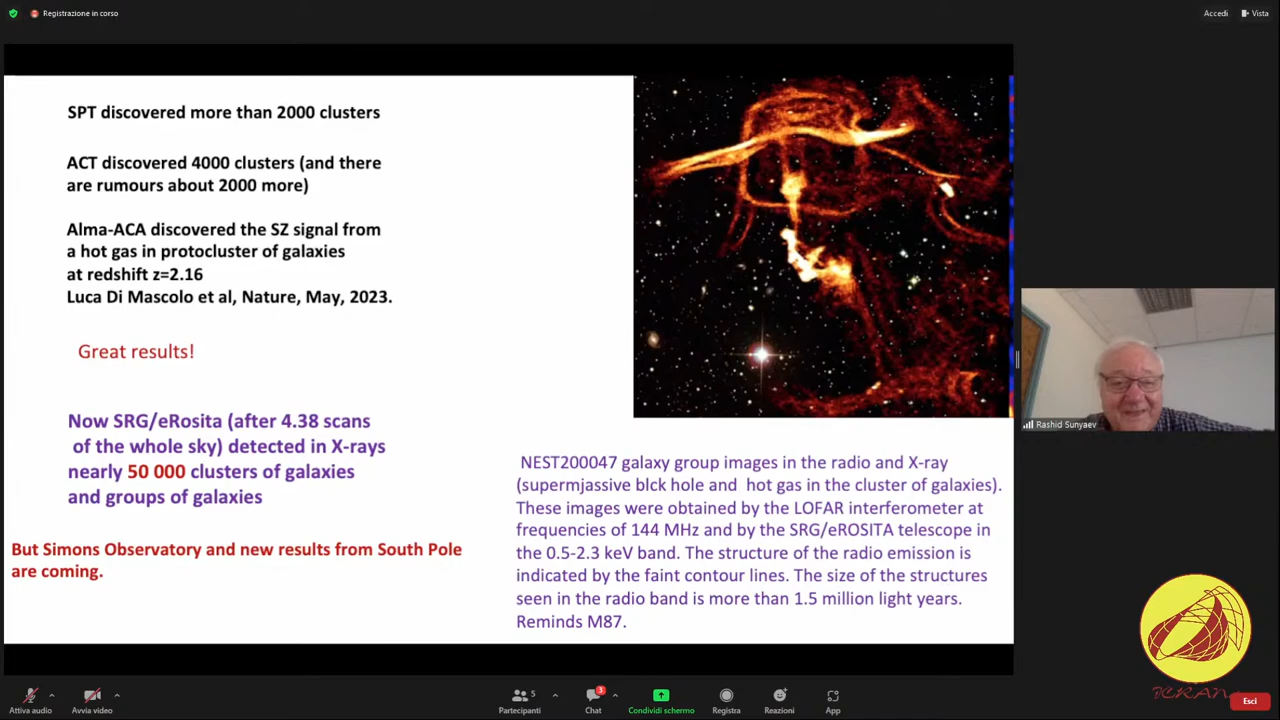 Registrazione in corso
Accedi
Vista
SPT discovered more than 2000 clusters
ACT discovered 4000 clusters (and there
are rumours about 2000 more)
Alma-ACA discovered the SZ signal from
a hot gas in protocluster of galaxies
at redshift z=2.16
Luca Di Mascolo et al, Nature, May, 2023.
Great results!
Now SRG/eRosita (after 4.38 scans
of the whole sky) detected in X-rays
nearly 50 000 clusters of galaxies
and groups of galaxies
But Simons Observatory and new results from South Pole
are coming.
NEST200047 galaxy group images in the radio and X-ray
(supermjassive blck hole and hot gas in the cluster of galaxies).
These images were obtained by the LOFAR interferometer at
frequencies of 144 MHz and by the SRG/eROSITA telescope in
the 0.5-2.3 keV band. The structure of the radio emission is
indicated by the faint contour lines. The size of the structures
seen in the radio band is more than 1.5 million light years.
Reminds M87.
Rashid Sunyaev
ICRAN
Attiva audio
Avvia video
5
Partecipanti
3
Chat
Condividi schermo
Registra
Reazioni
App
Esci